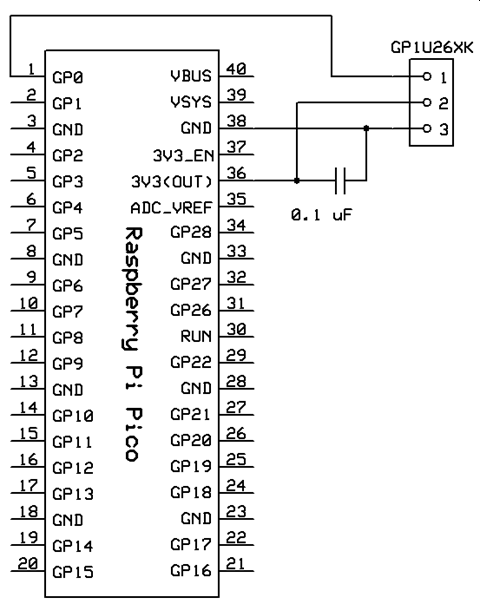 GP1U26XK
1 GP0 VBUS 40 1
2 GP1 VSYS 39 2
3 GND GND 38 3
4 GP2 3V3_EN 37
5 GP3 3V3(OUT) 36
6 GP4 ADC_VREF 35
0.1 uF
7 GP5 GP28 34
8 GND GND 33
9 GP6 GP27 32
10 GP7 GP26 31
11 GP8 RUN 30
12 GP9 GP22 29
13 GND GND 28
14 GP10 GP21 27
15 GP11 GP20 26
16 GP12 GP19 25
17 GP13 GP18 24
18 GND GND 23
19 GP14 GP17 22
20 GP15 GP16 21
Raspberry Pi Pico